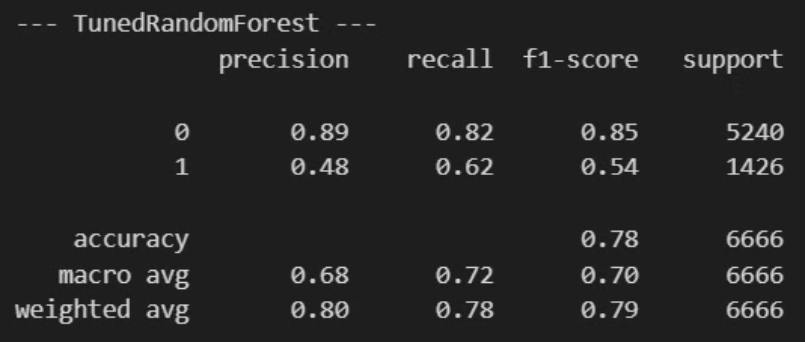 --- TunedRandomForest ---
precision recall f1-score support
0 0.89 0.82 0.85 5240
1 0.48 0.62 0.54 1426
accuracy 0.78 6666
macro avg 0.68 0.72 0.70 6666
weighted avg 0.80 0.78 0.79 6666